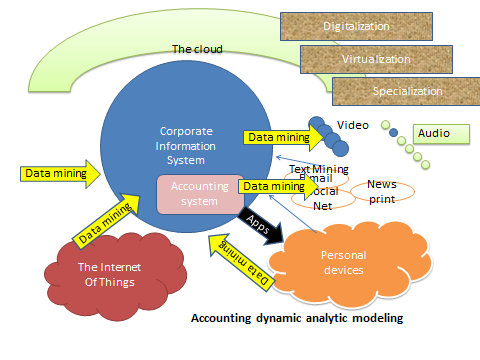 The cloud
Digitalization
Virtualization
Specialization
Corporate
Information
System
Data mining
Video
Audio
Data mining
Text Mining
Email
Social
Net
News
print
Accounting
system
Data mining
Data mining
Apps
Data mining
The Internet
Of Things
Personal
devices
Accounting dynamic analytic modeling